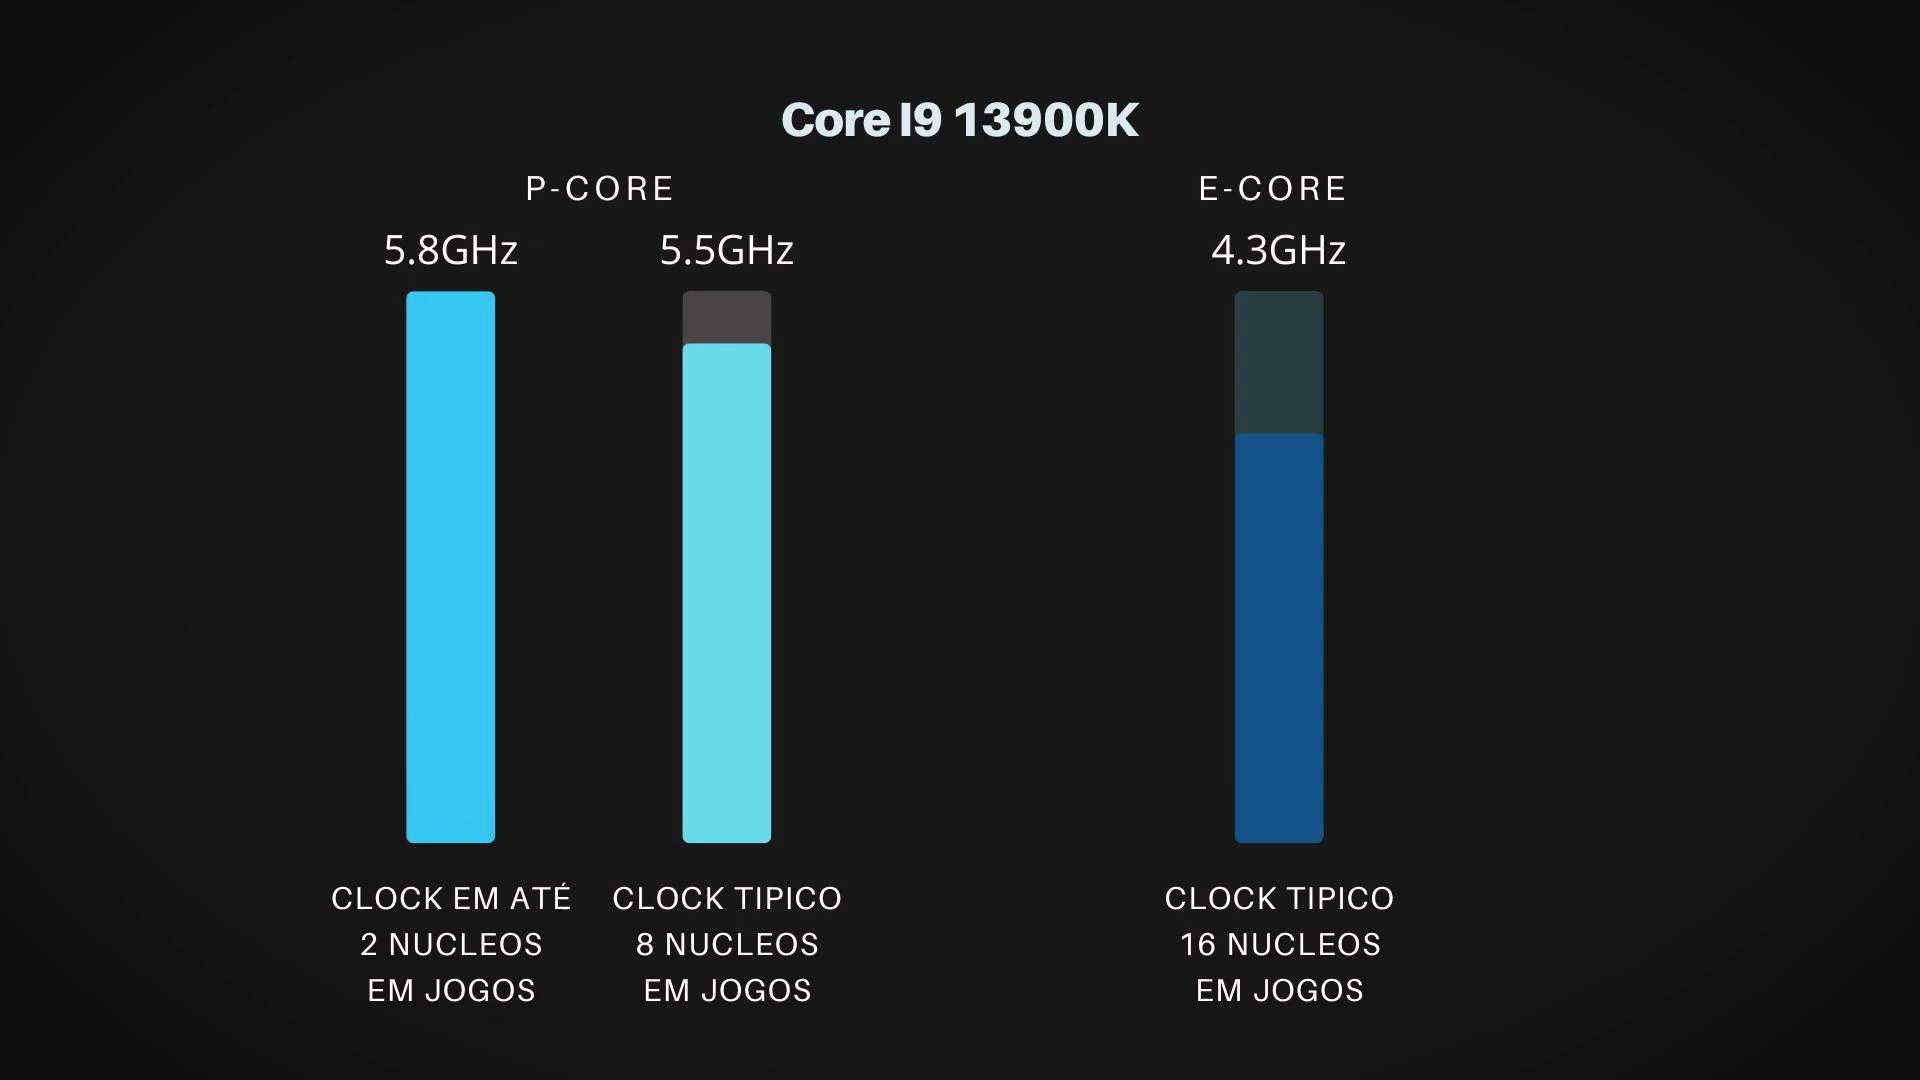 Core I9 13900K
P-CORE
E-CORE
5.8GHz
5.5GHz
4.3GHz
CLOCK EM ATÉ
2 NUCLEOS
EM JOGOS
CLOCK TIPICO
8 NUCLEOS
EM JOGOS
CLOCK TIPICO
16 NUCLEOS
EM JOGOS